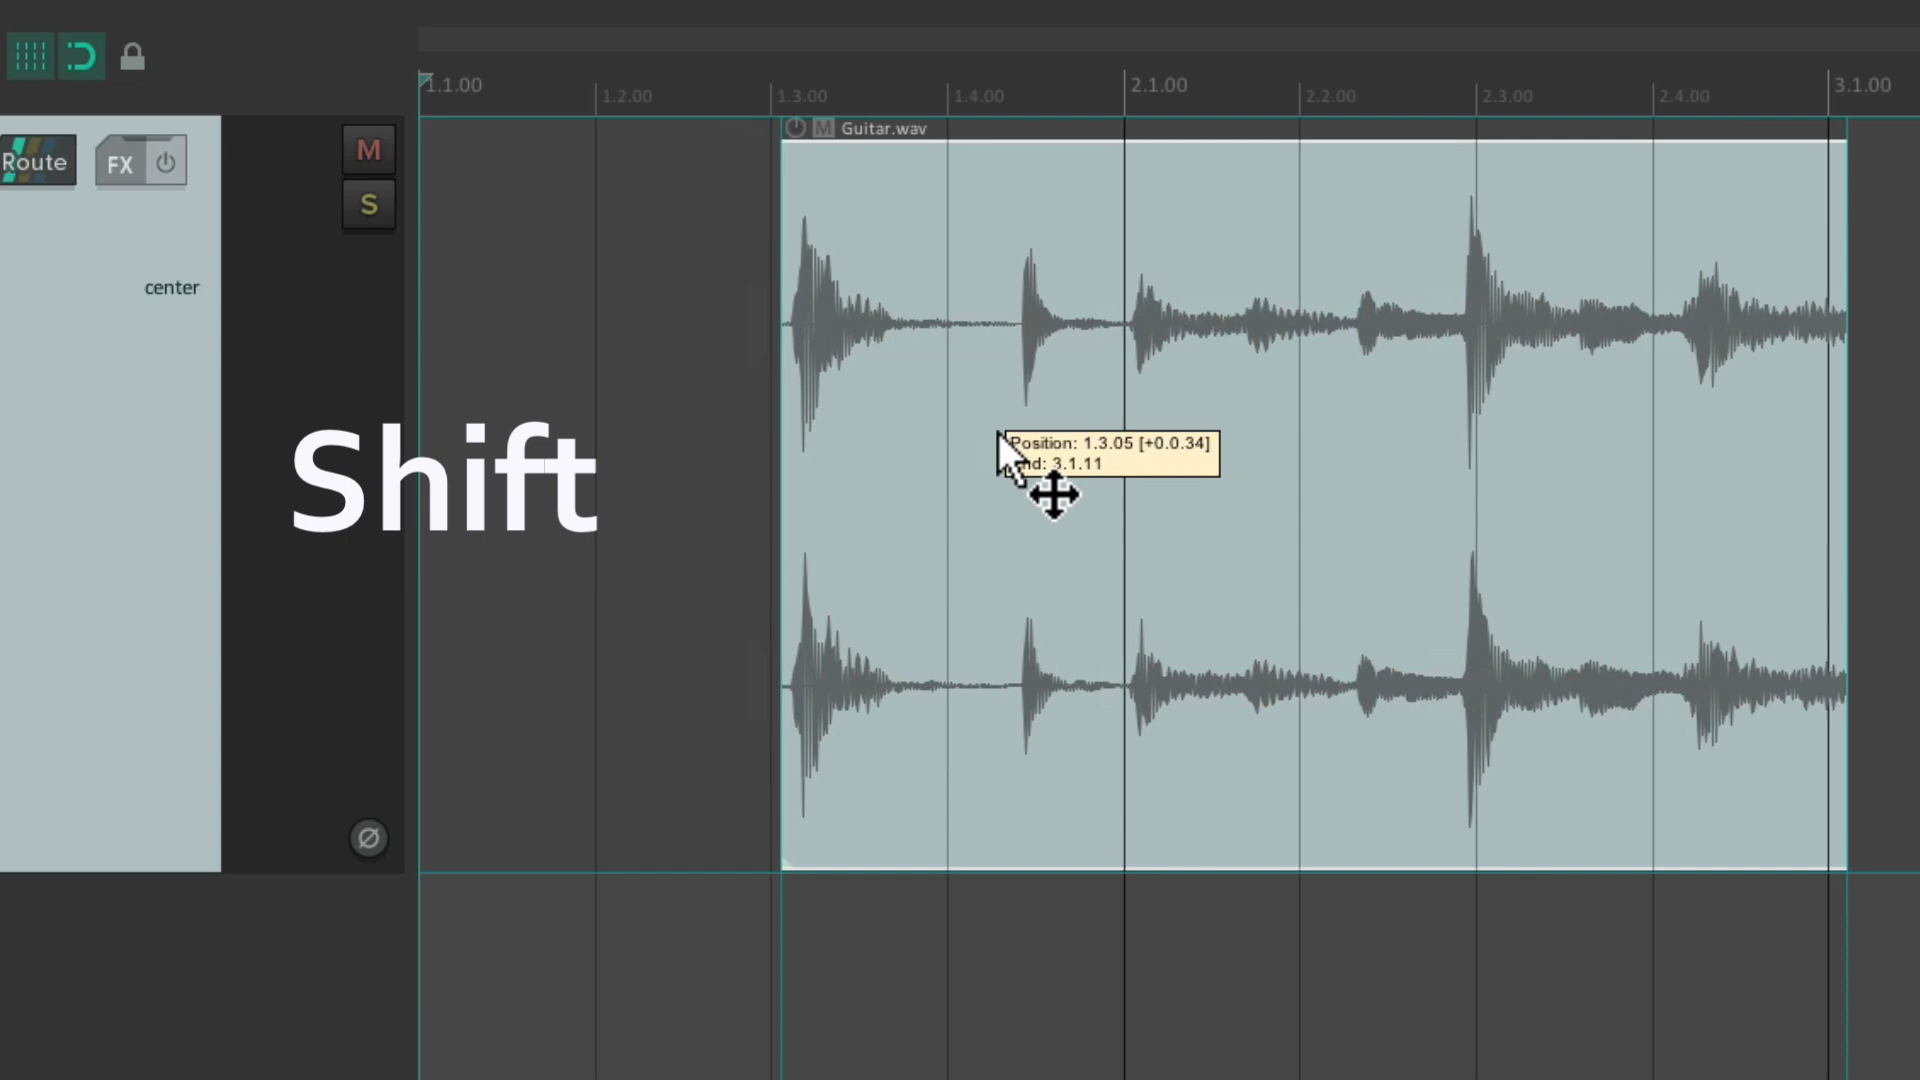 1.1.00
1.2.00
1.3.00
1.4.00
2.1.00
2.2.00
2.3.00
2.4.00
3.1.00
M Guitar.wav
Route
FX
M
S
center
Shift
Position: 1.3.05 [+0.0.34]
nd: 3.1.11